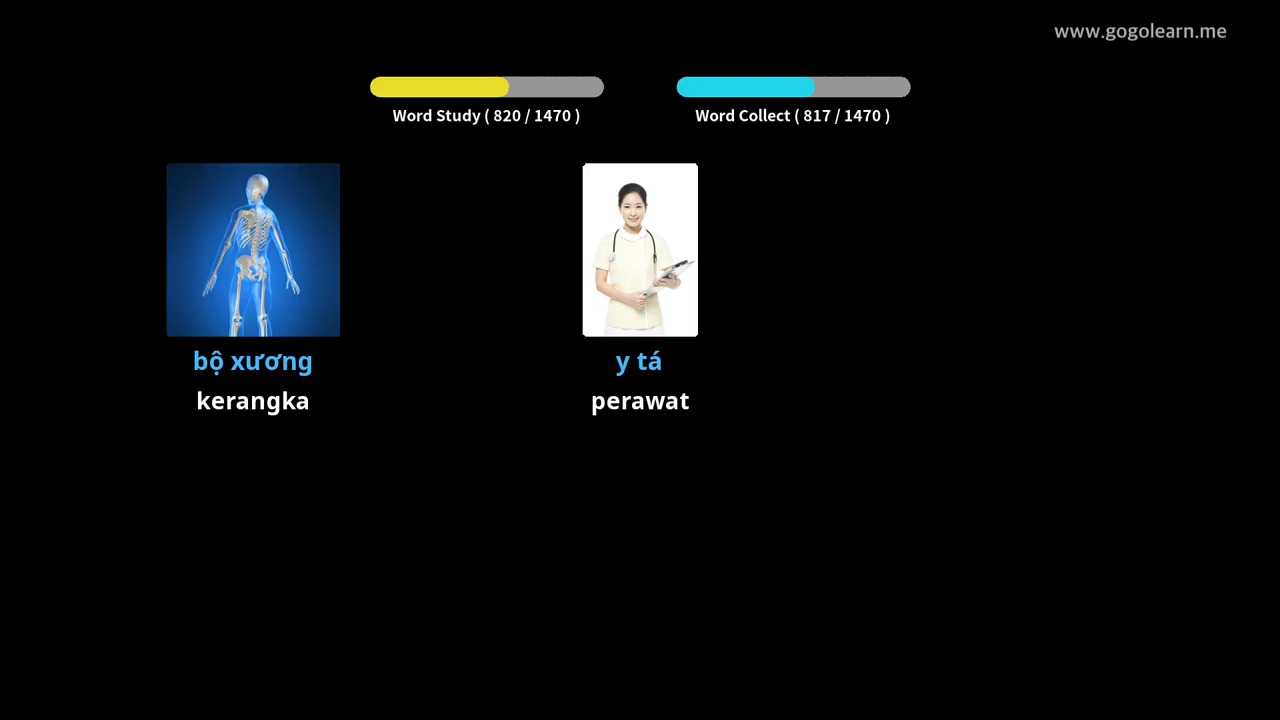 www.gogolearn.me
Word Study ( 820 / 1470 )
Word Collect ( 817 / 1470 )
bộ xương
kerangka
y tá
perawat